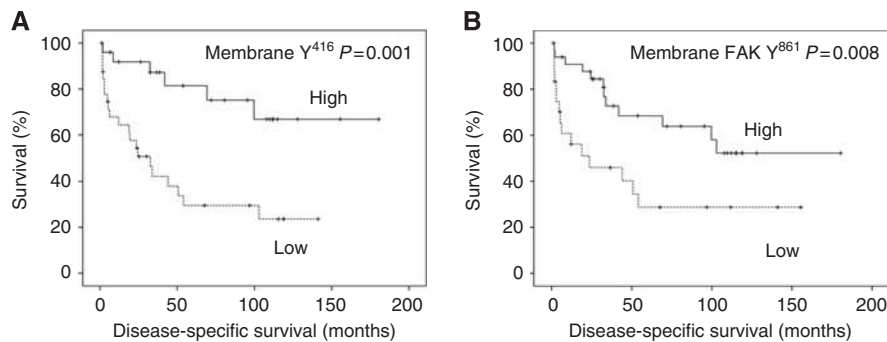 A
Membrane Y416 P=0.001
High
Low
100
80
60
40
20
0
Survival (%)
0 50 100 150 200
Disease-specific survival (months)
B
Membrane FAK Y861 P=0.008
High
Low
100
80
60
40
20
0
Survival (%)
0 50 100 150 200
Disease-specific survival (months)